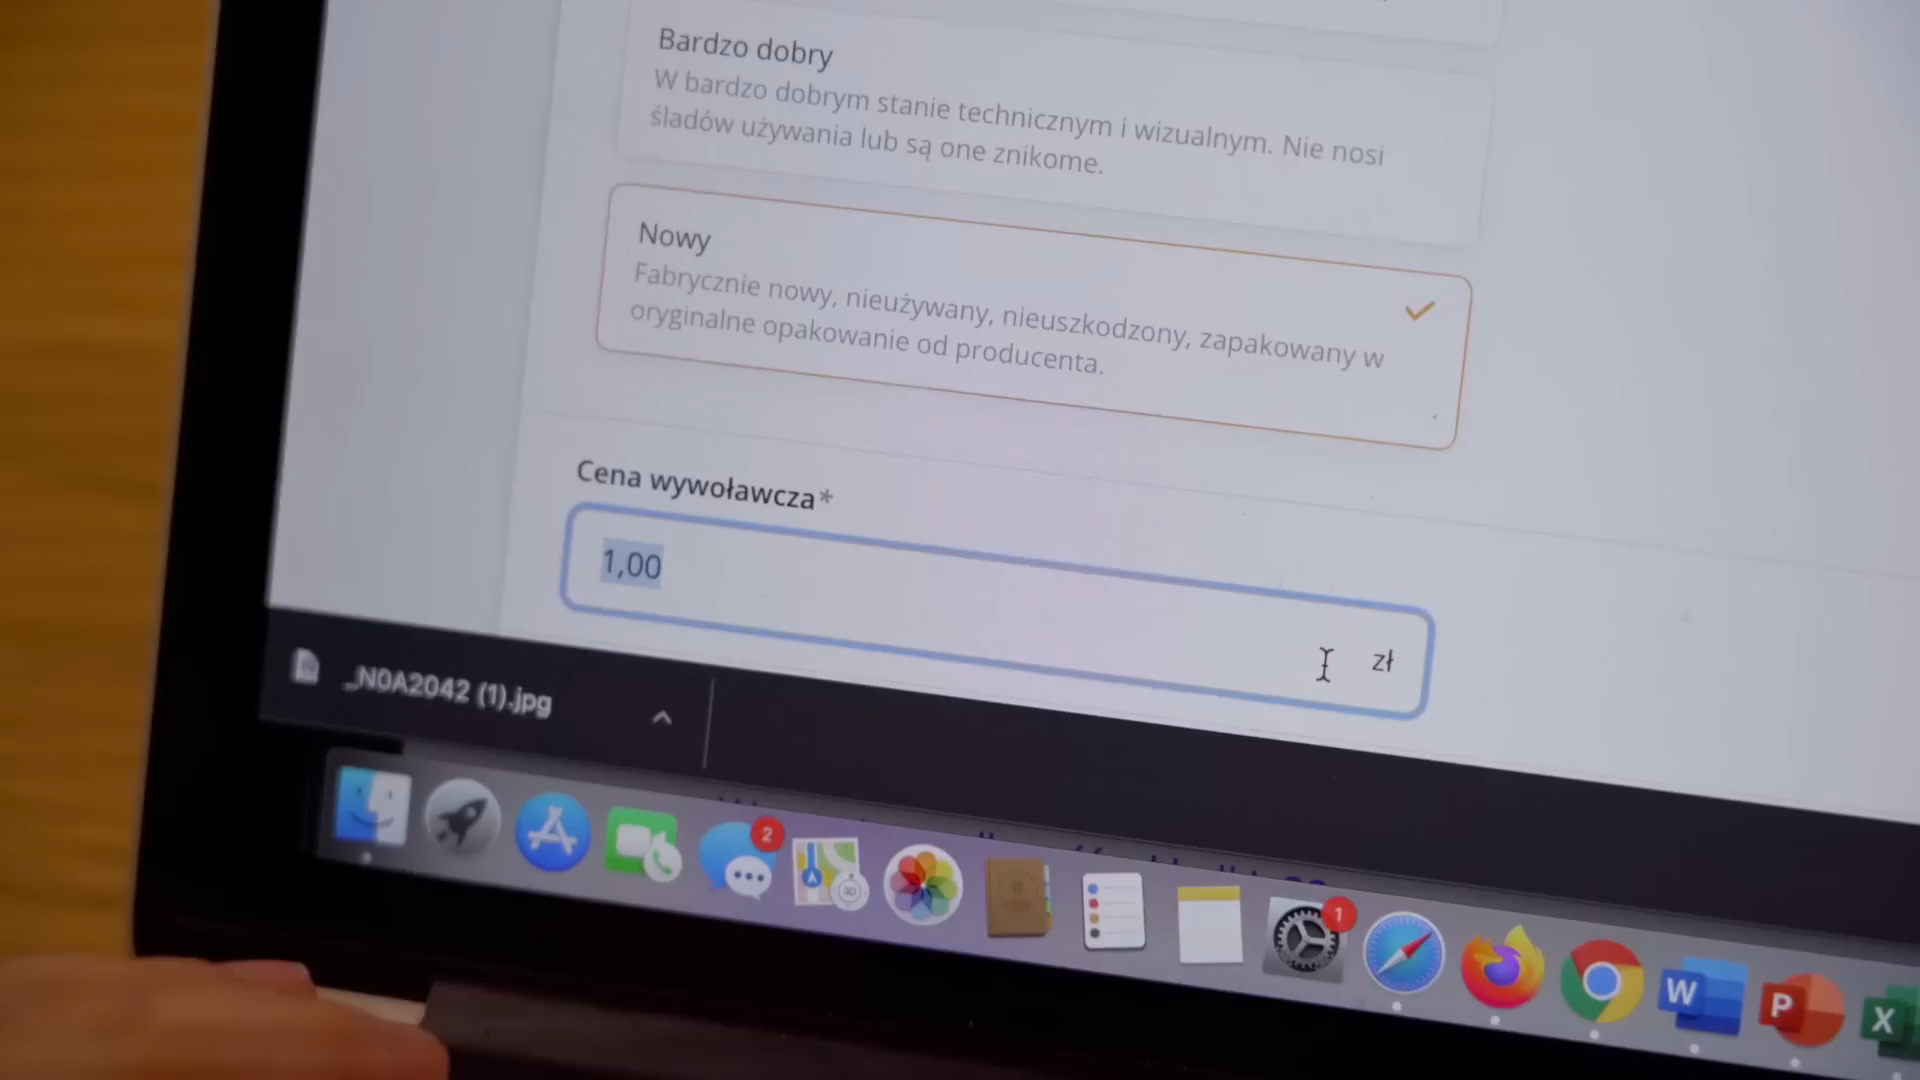 Bardzo dobry
W bardzo dobrym stanie technicznym i wizualnym. Nie nosi
śladów używania lub są one znikome.
Nowy
Fabrycznie nowy, nieużywany, nieuszkodzony, zapakowany w
oryginalne opakowanie od producenta.
Cena wywoławcza*
1,00
zł
_N0A2042 (1).jpg
2
3D
1
W
P
X